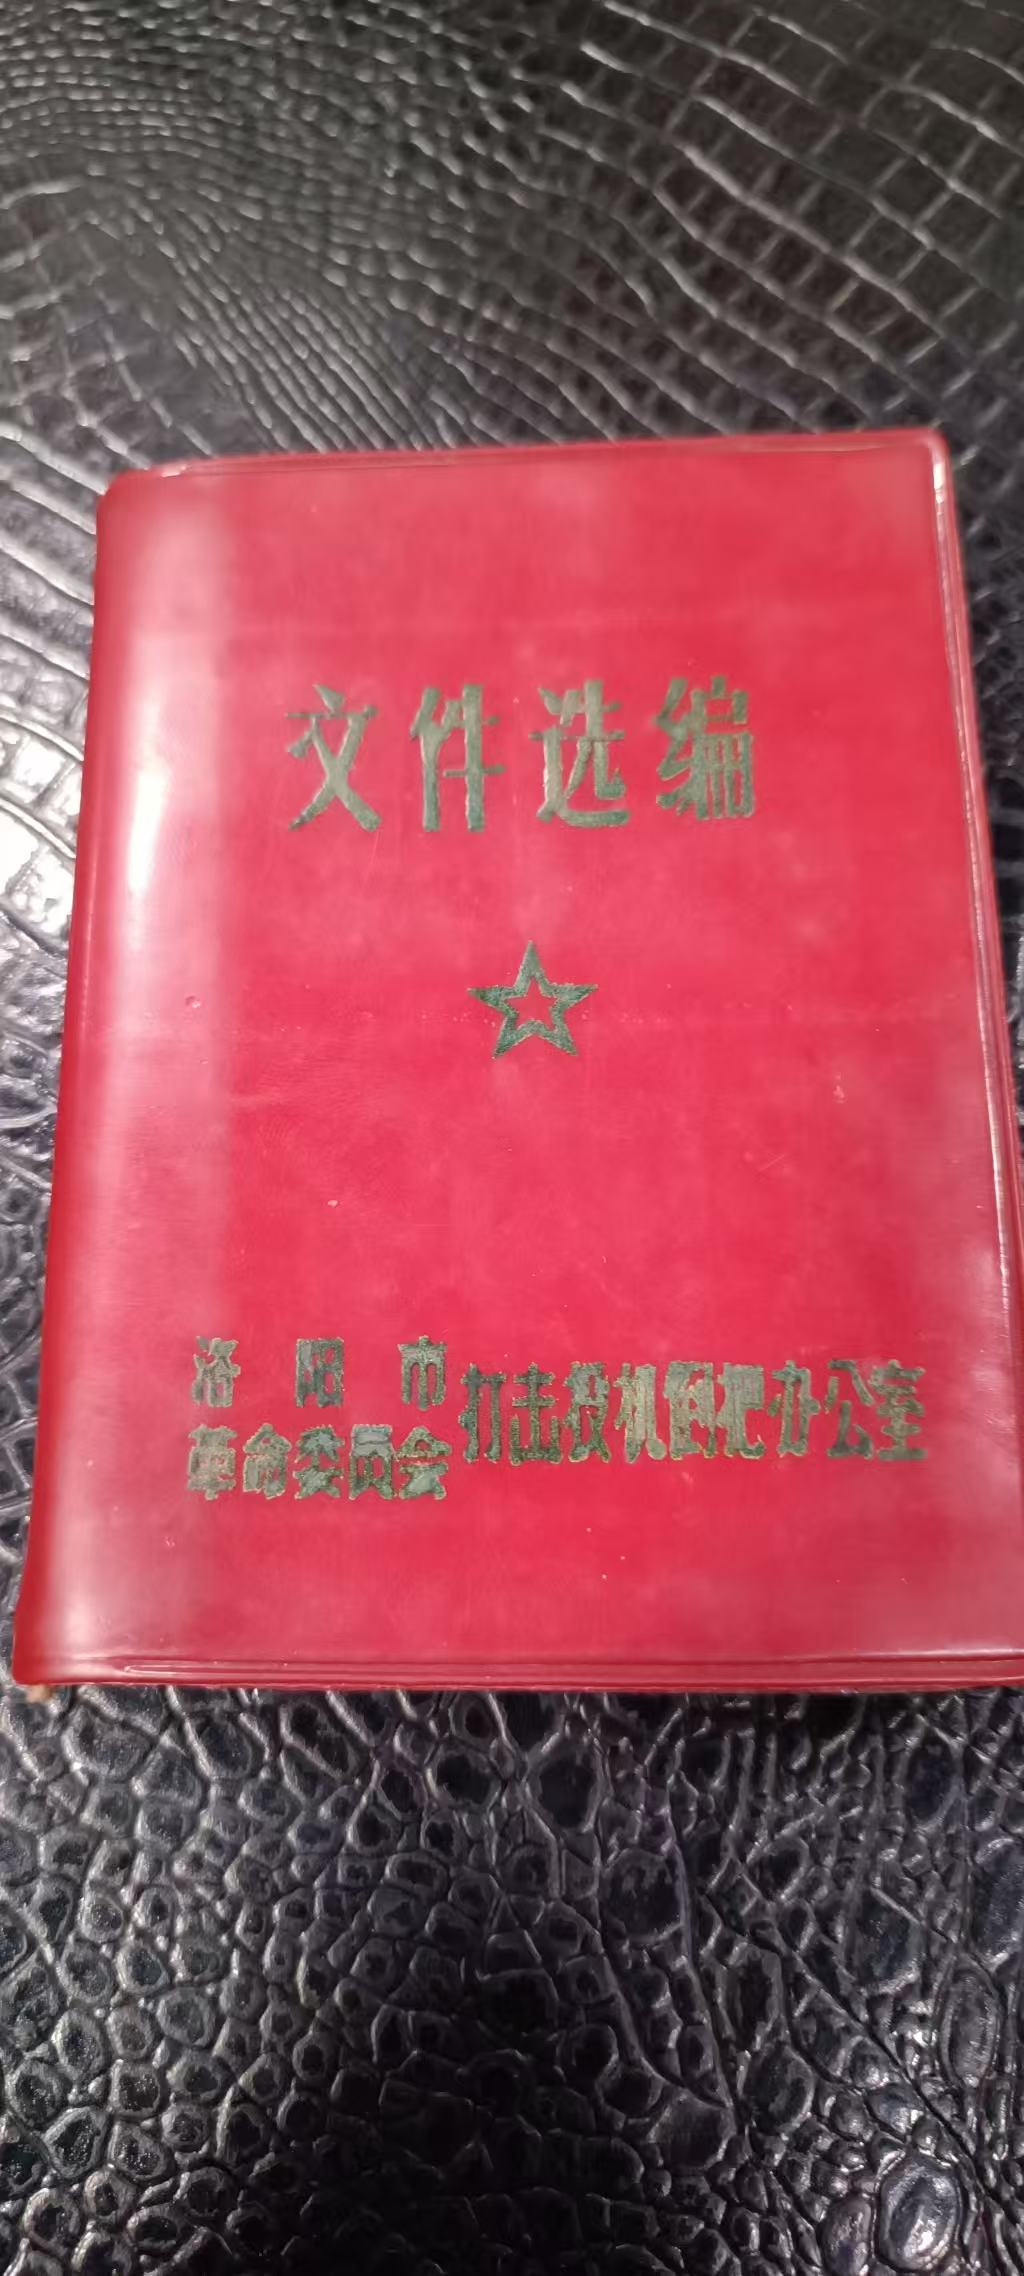 文件选编
洛阳市
革命委员会
打击投机倒把办公室